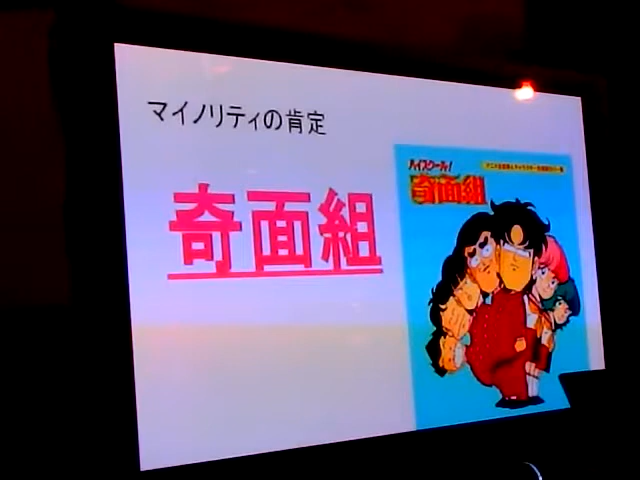 マイノリティの肯定
奇面組
ハイスクール!
奇面組